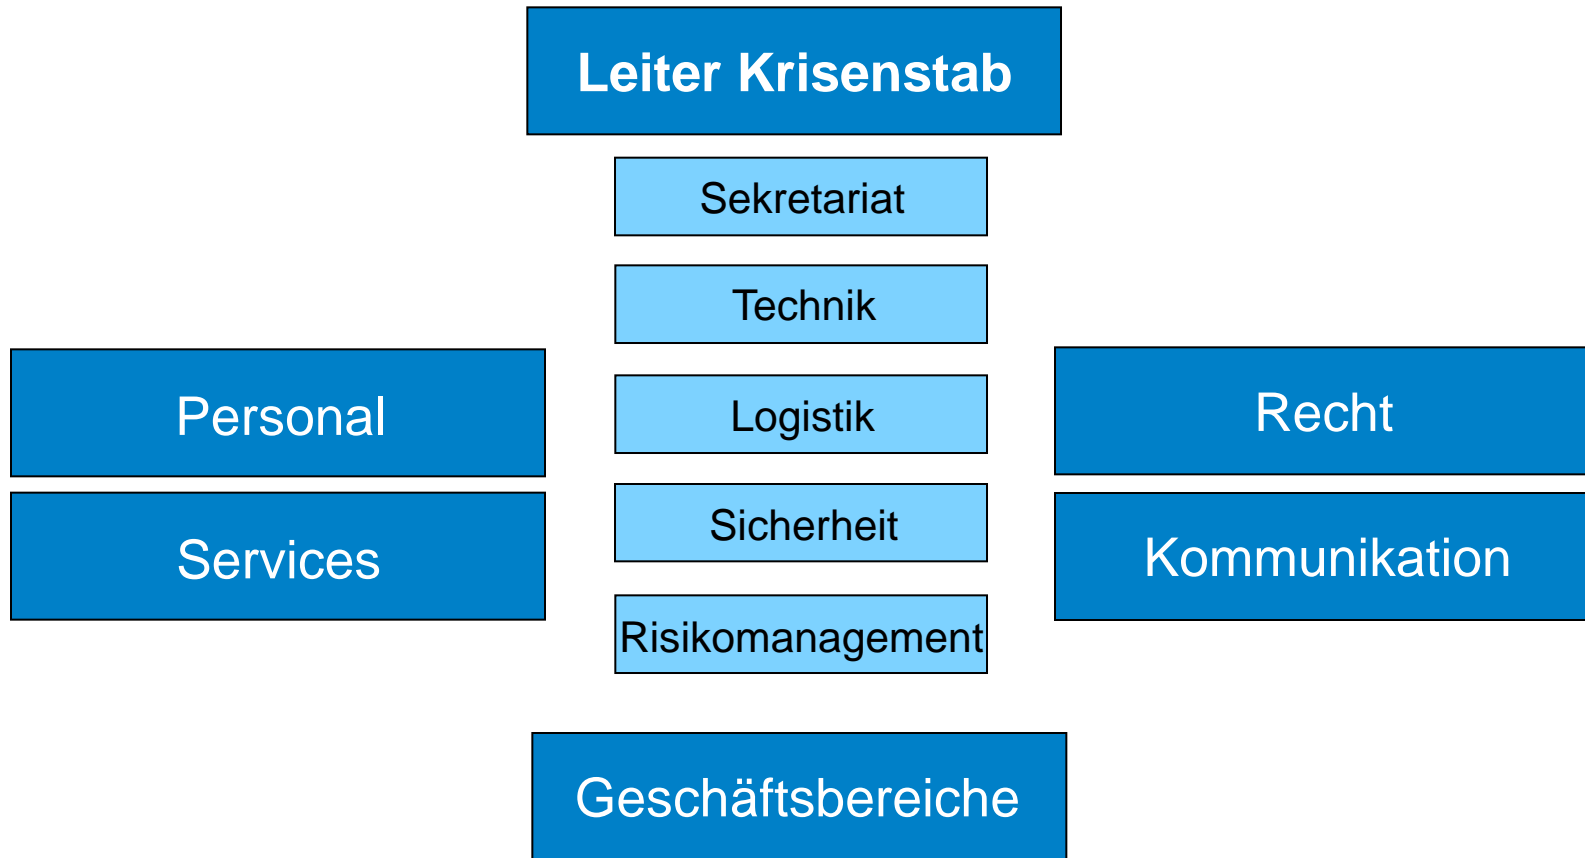 Leiter Krisenstab
Sekretariat
Technik
Personal
Logistik
Recht
Services
Sicherheit
Kommunikation
Risikomanagement
Geschäftsbereiche